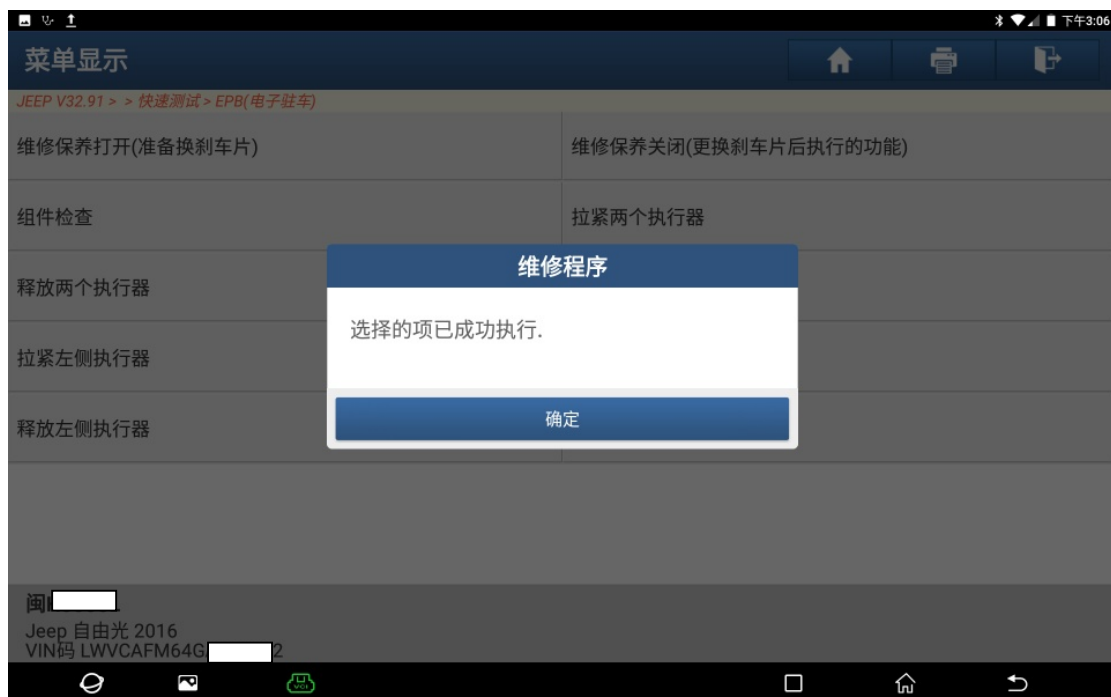 下午3:06
菜单显示
JEEP V32.91 > > 快速测试 > EPB(电子驻车)
维修保养打开(准备换刹车片)
维修保养关闭(更换刹车片后执行的功能)
组件检查
拉紧两个执行器
维修程序
释放两个执行器
选择的项已成功执行.
拉紧左侧执行器
确定
释放左侧执行器
闽
Jeep 自由光 2016
VIN码 LWVCAFM64G 2
VCI